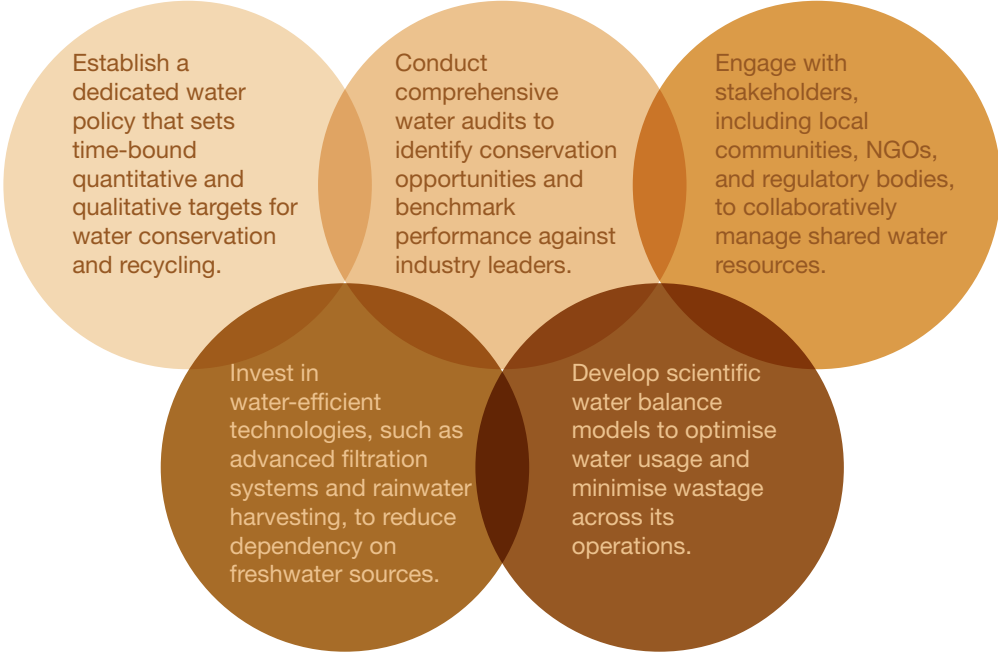 Establish a
dedicated water
policy that sets
time-bound
quantitative and
qualitative targets for
water conservation
and recycling.
Conduct
comprehensive
water audits to
identify conservation
opportunities and
benchmark
performance against
industry leaders.
Engage with
stakeholders,
including local
communities, NGOs,
and regulatory bodies,
to collaboratively
manage shared water
resources.
Invest in
water-efficient
technologies, such as
advanced filtration
systems and rainwater
harvesting, to reduce
dependency on
freshwater sources.
Develop scientific
water balance
models to optimise
water usage and
minimise wastage
across its
operations.